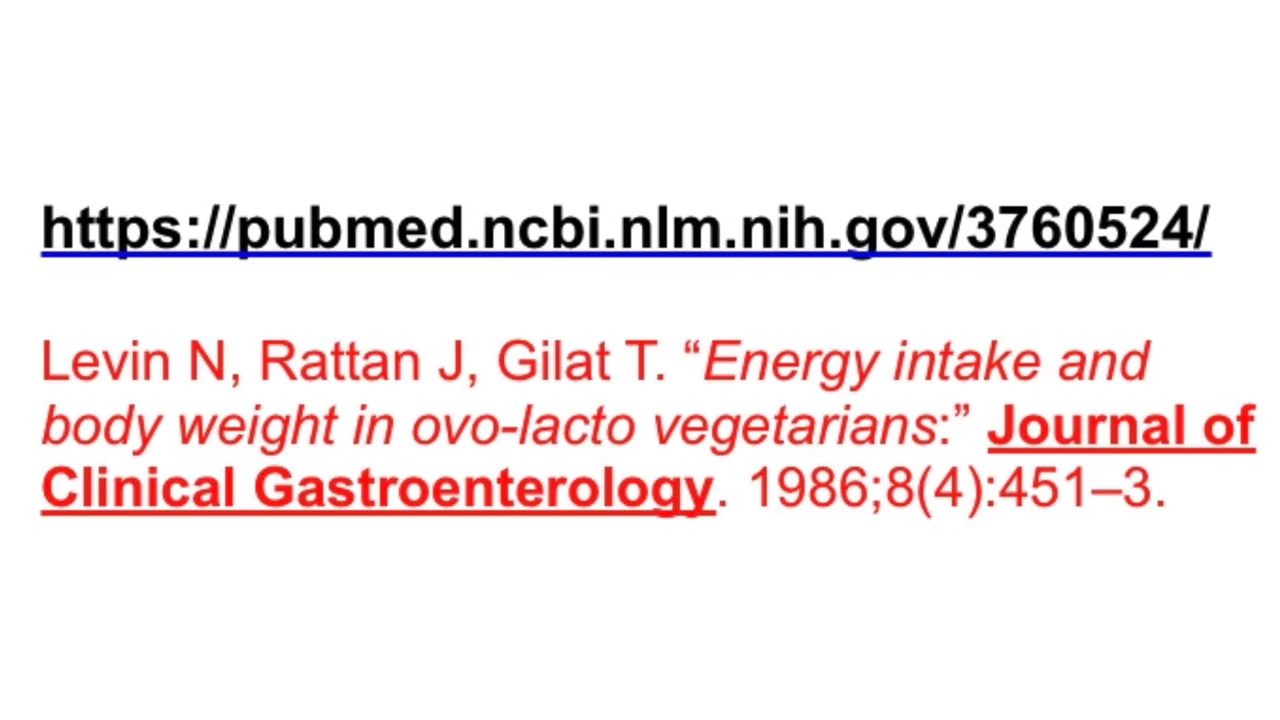 https://pubmed.ncbi.nlm.nih.gov/3760524/
Levin N, Rattan J, Gilat T. “Energy intake and
body weight in ovo-lacto vegetarians:” Journal of
Clinical Gastroenterology. 1986;8(4):451–3.